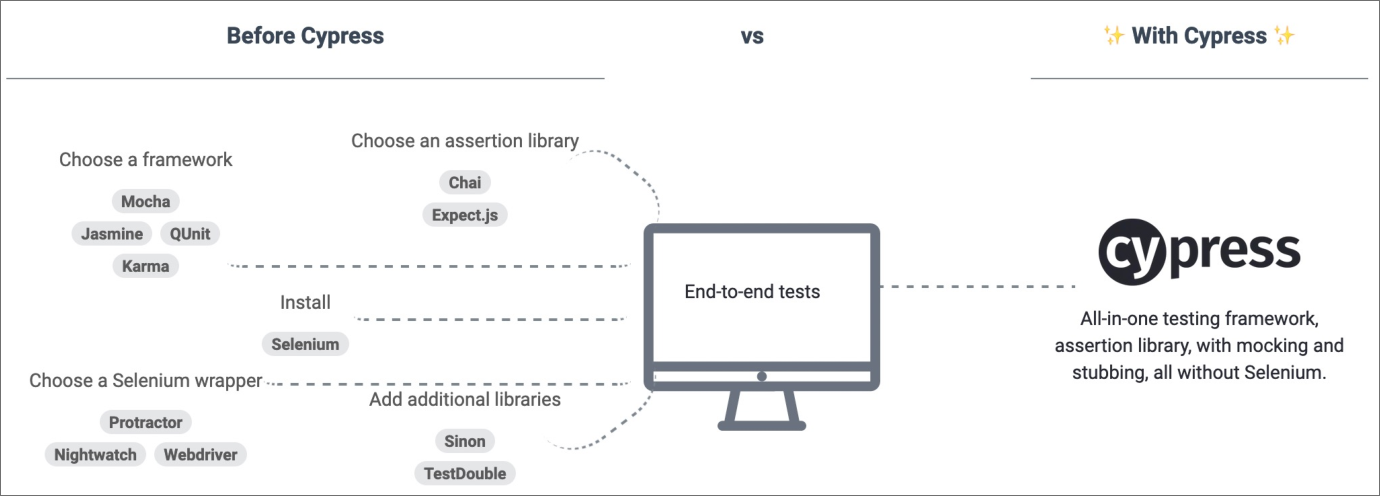 Before Cypress
vs
✨ With Cypress ✨
Choose a framework
Mocha
Jasmine QUnit
Karma
Choose an assertion library
Chai
Expect.js
Install
Selenium
Choose a Selenium wrapper
Protractor
Nightwatch Webdriver
Add additional libraries
Sinon
TestDouble
End-to-end tests
cypress
All-in-one testing framework,
assertion library, with mocking and
stubbing, all without Selenium.